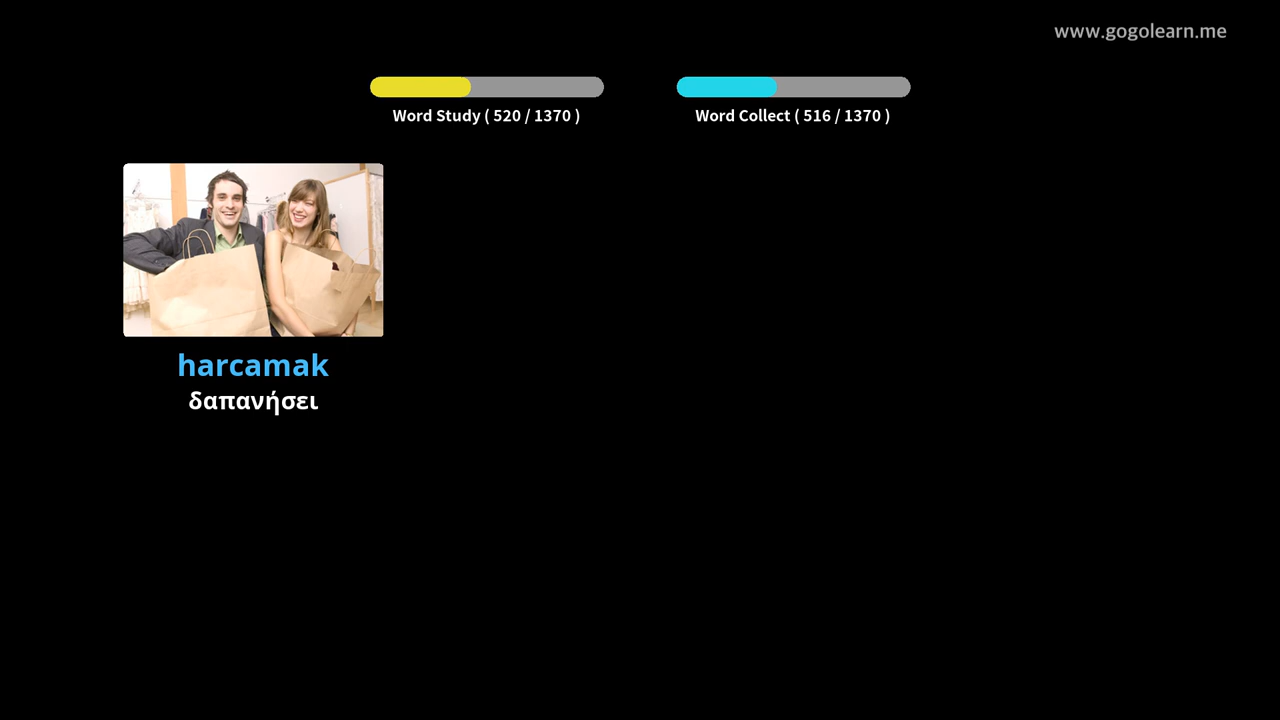 www.gogolearn.me
Word Study ( 520 / 1370 )
Word Collect ( 516 / 1370 )
harcamak
δαπανήσει